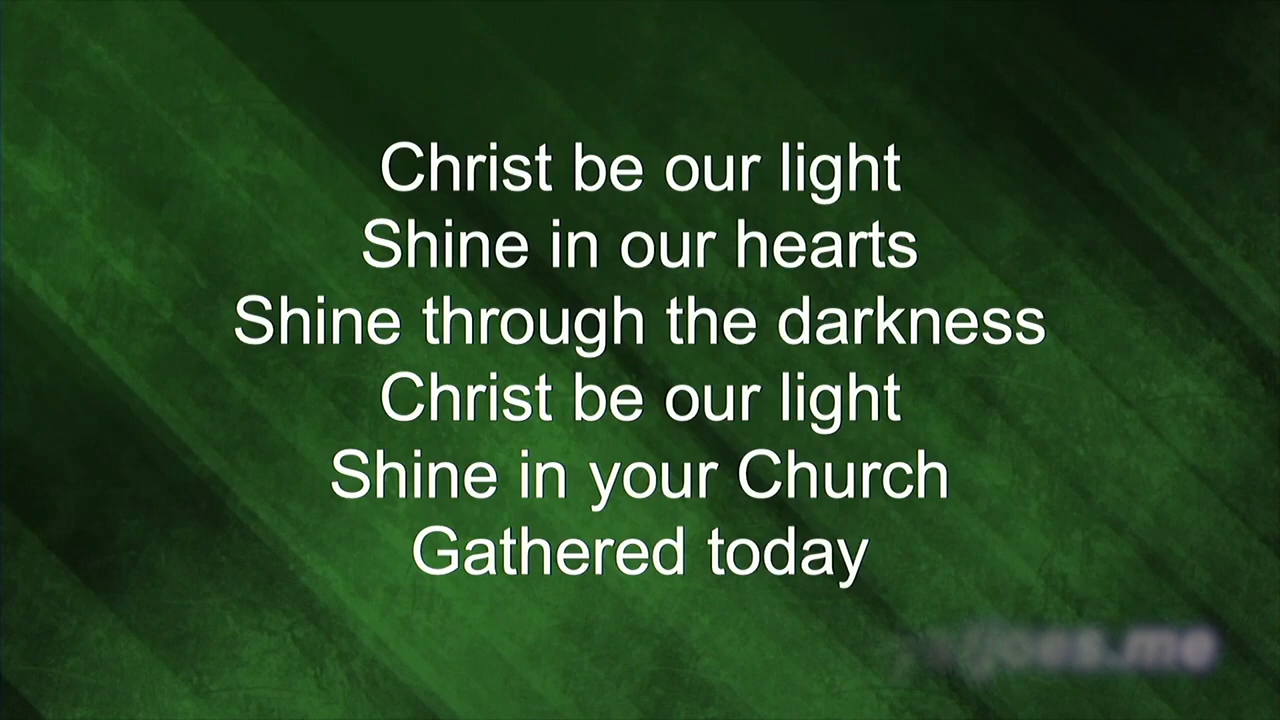 Christ be our light
Shine in our hearts
Shine through the darkness
Christ be our light
Shine in your Church
Gathered today